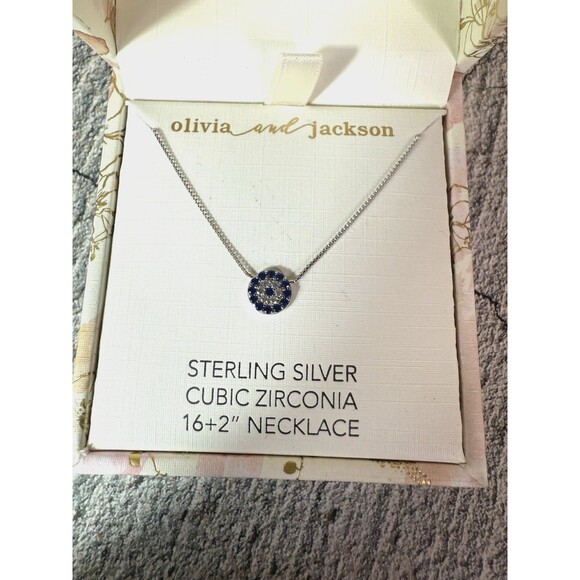 olivia and jackson
STERLING SILVER
CUBIC ZIRCONIA
16+2" NECKLACE